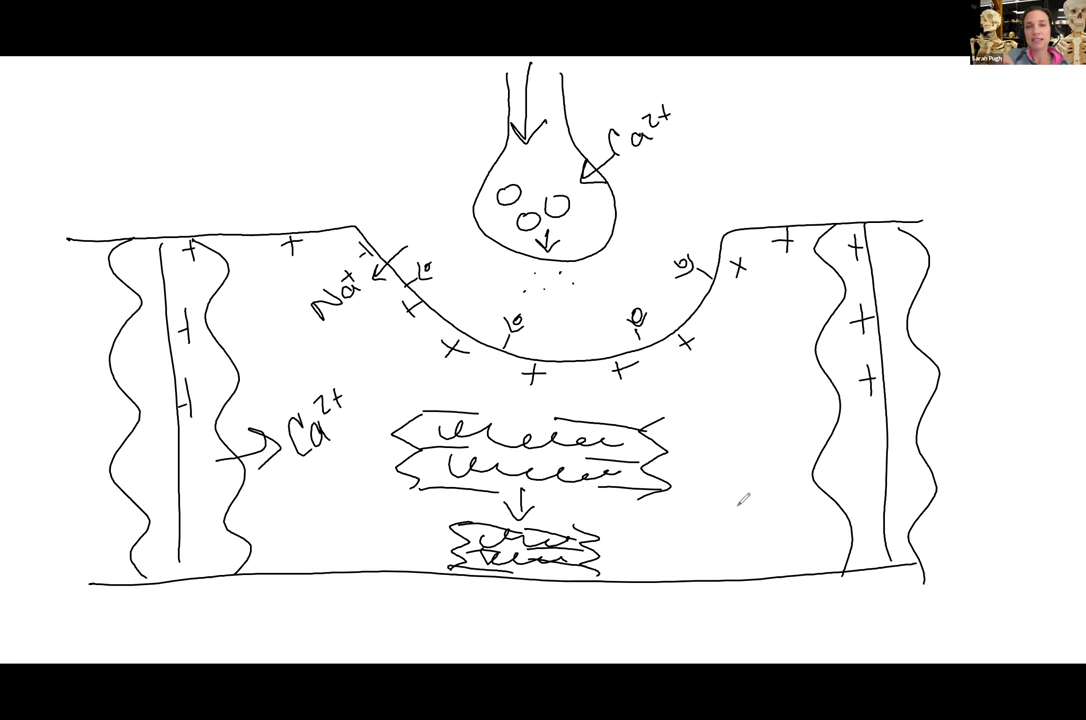 Sarah Pugh
Ca2+
+ + + +
Na+
+ + + + + + + +
+ +
+ +
Ca2+